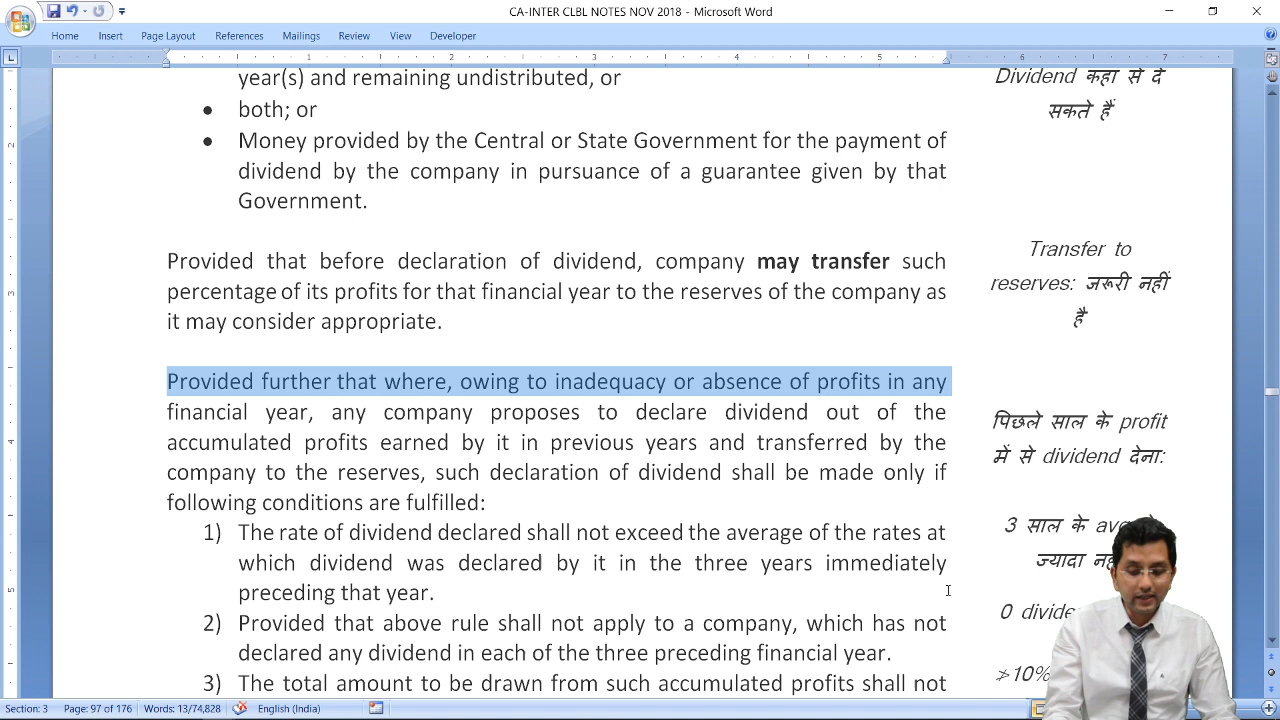 CA-INTER CLBL NOTES NOV 2018 - Microsoft Word
Home Insert Page Layout References Mailings Review View Developer
1 2 3 4 5 6 7
year(s) and remaining undistributed, or
• both; or
• Money provided by the Central or State Government for the payment of
dividend by the company in pursuance of a guarantee given by that
Government.
Dividend कहा से दे
सकते हैं
Provided that before declaration of dividend, company may transfer such
percentage of its profits for that financial year to the reserves of the company as
it may consider appropriate.
Transfer to
reserves: जरूरी नहीं
है
Provided further that where, owing to inadequacy or absence of profits in any
financial year, any company proposes to declare dividend out of the
accumulated profits earned by it in previous years and transferred by the
company to the reserves, such declaration of dividend shall be made only if
following conditions are fulfilled:
पिछले साल के profit
में से dividend देना:
1) The rate of dividend declared shall not exceed the average of the rates at
which dividend was declared by it in the three years immediately
preceding that year.
3 साल के
ज्यादा
2) Provided that above rule shall not apply to a company, which has not
declared any dividend in each of the three preceding financial year.
0
3) The total amount to be drawn from such accumulated profits shall not
≯10%
Section: 3 Page: 97 of 176 Words: 13/74,828 English (India)